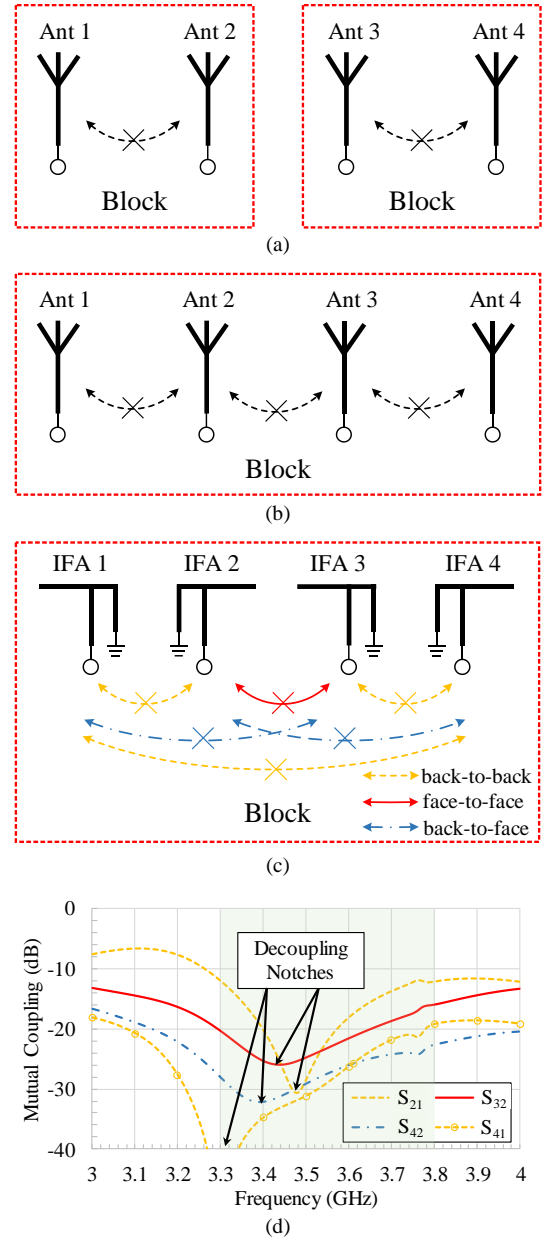 Ant 1 Ant 2 Ant 3 Ant 4
Block Block
(a)
Ant 1 Ant 2 Ant 3 Ant 4
Block
(b)
IFA 1 IFA 2 IFA 3 IFA 4
back-to-back
face-to-face
Block back-to-face
(c)
0
-10
-20
-30
-40
Mutual Coupling (dB)
Decoupling
Notches
S21 S32
S42 S41
3 3.1 3.2 3.3 3.4 3.5 3.6 3.7 3.8 3.9 4
Frequency (GHz)
(d)